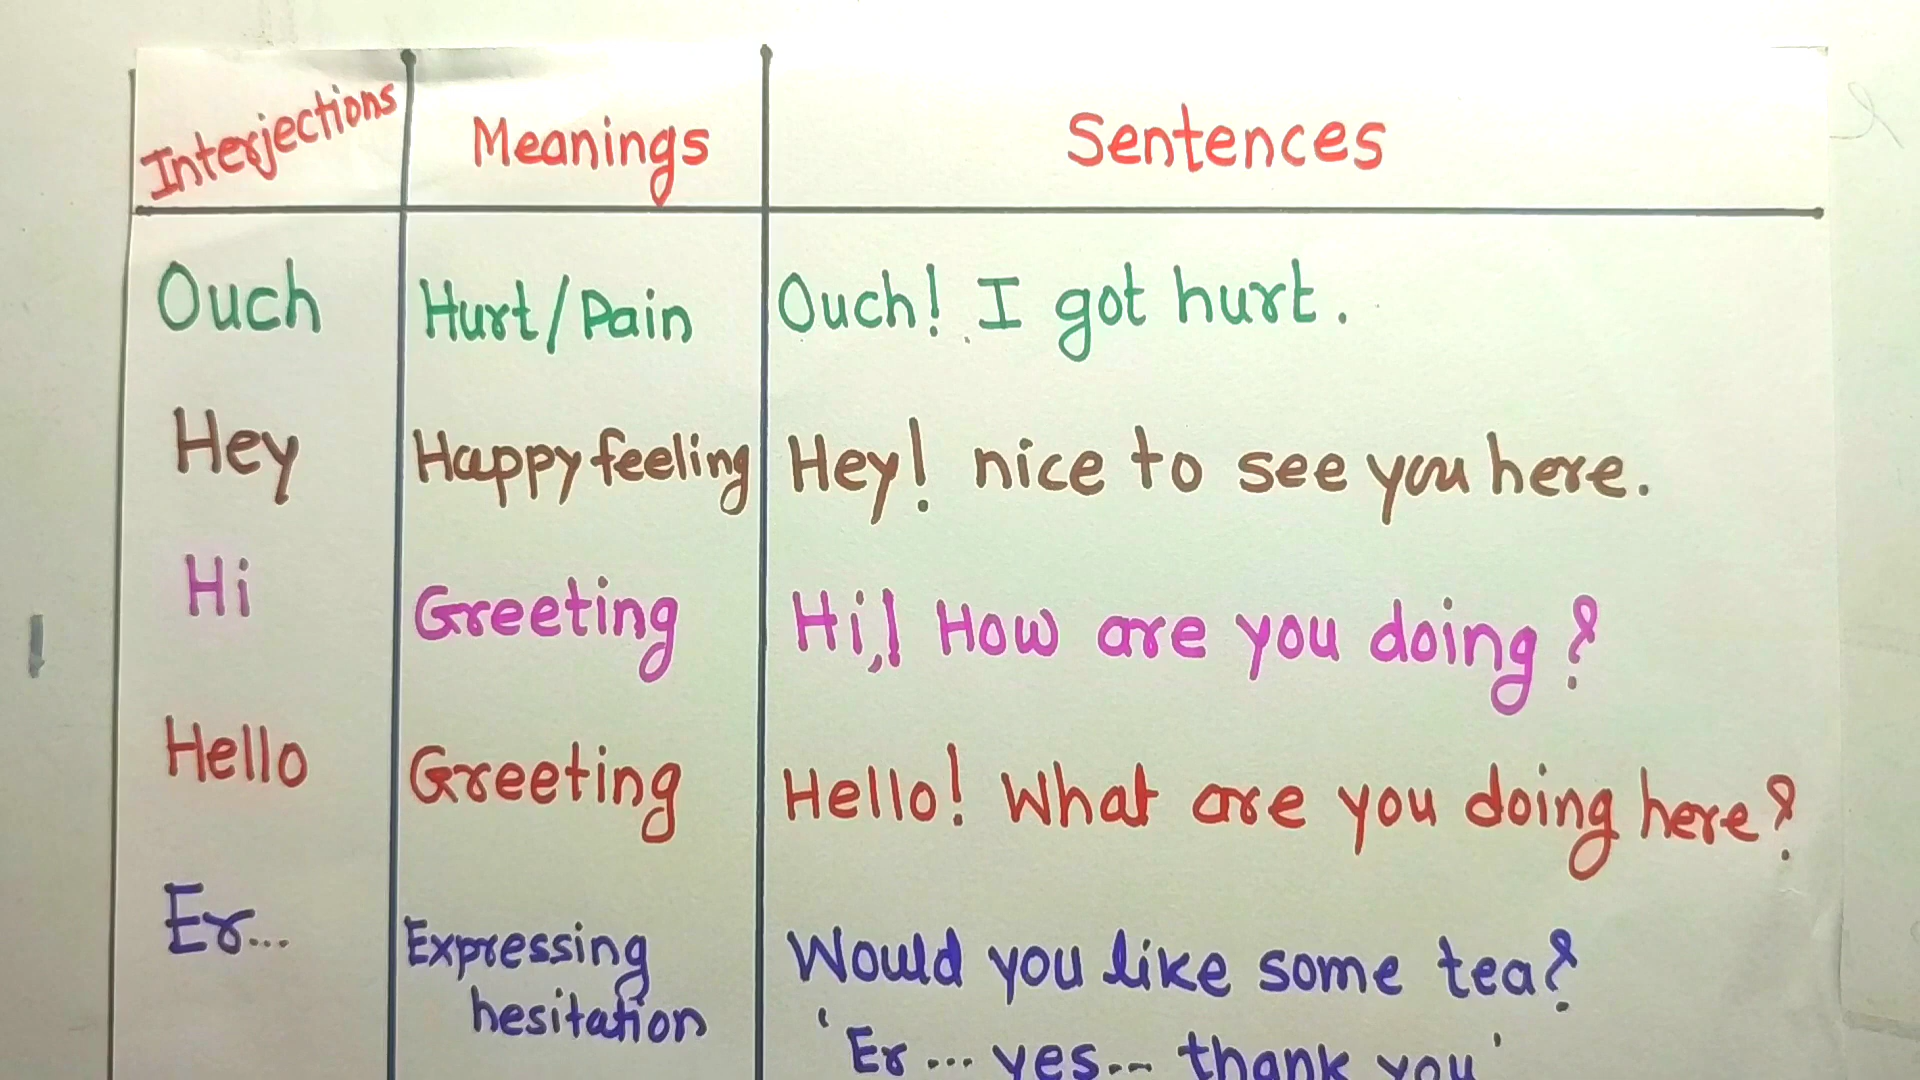 Interjections Meanings Sentences
Ouch Hurt/Pain Ouch! I got hurt.
Hey Happy feeling Hey! nice to see you here.
Hi Greeting Hi,! How are you doing?
Hello Greeting Hello! What are you doing here?
Er... Expressing hesitation Would you like some tea?
'Er... yes... thank you'